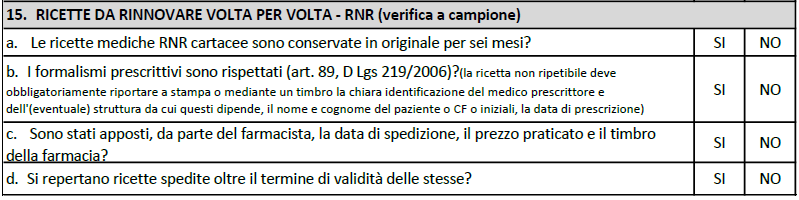 15. RICETTE DA RINNOVARE VOLTA PER VOLTA - RNR (verifica a campione)
a. Le ricette mediche RNR cartacee sono conservate in originale per sei mesi? SI NO
b. I formalismi prescrittivi sono rispettati (art. 89, D Lgs 219/2006)?(la ricetta non ripetibile deve
obbligatoriamente riportare a stampa o mediante un timbro la chiara identificazione del medico prescrittore e
dell'(eventuale) struttura da cui questi dipende, il nome e cognome del paziente o CF o iniziali, la data di prescrizione) SI NO
c. Sono stati apposti, da parte del farmacista, la data di spedizione, il prezzo praticato e il timbro
della farmacia? SI NO
d. Si repertano ricette spedite oltre il termine di validità delle stesse? SI NO